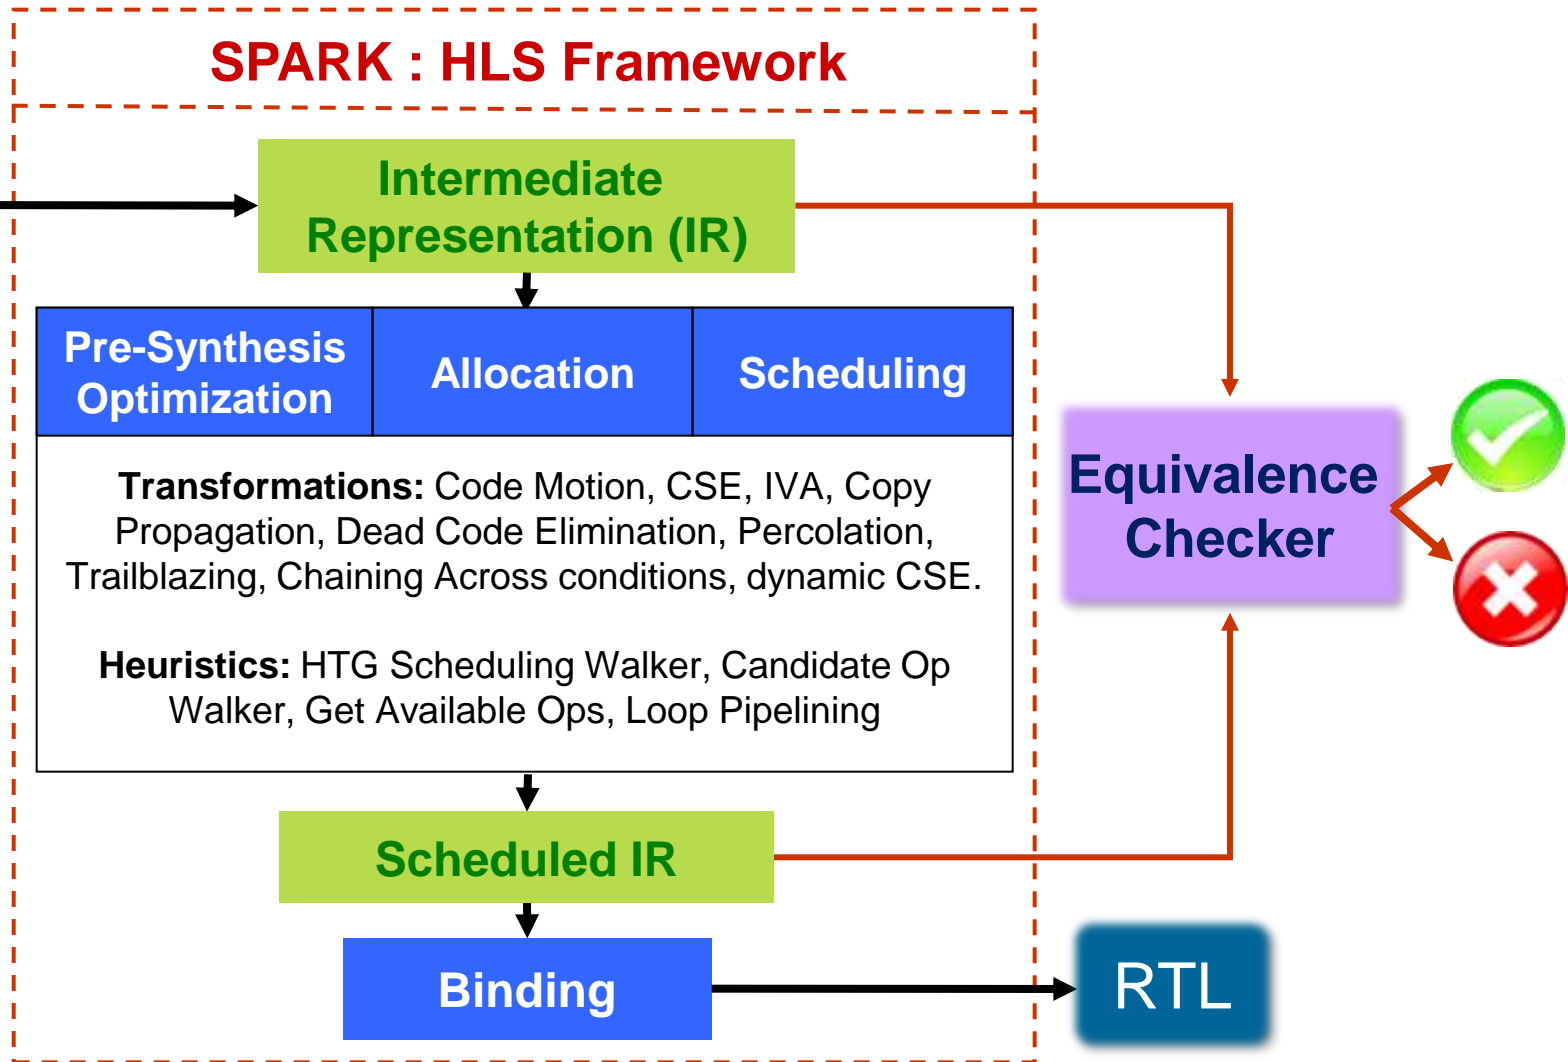 SPARK : HLS Framework
Intermediate
Representation (IR)
Pre-Synthesis
Optimization
Allocation
Scheduling
Transformations: Code Motion, CSE, IVA, Copy
Propagation, Dead Code Elimination, Percolation,
Trailblazing, Chaining Across conditions, dynamic CSE.
Heuristics: HTG Scheduling Walker, Candidate Op
Walker, Get Available Ops, Loop Pipelining
Equivalence
Checker
Scheduled IR
Binding
RTL